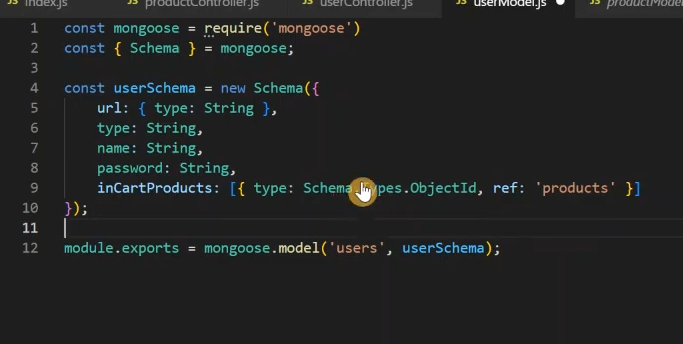 JS index.js JS productController.js JS userController.js JS userModel.js productModel
1 const mongoose = require('mongoose')
2 const { Schema } = mongoose;
3
4 const userSchema = new Schema({
5 url: { type: String },
6 type: String,
7 name: String,
8 password: String,
9 inCartProducts: [{ type: Schema.Types.ObjectId, ref: 'products' }]
10 });
11
12 module.exports = mongoose.model('users', userSchema);